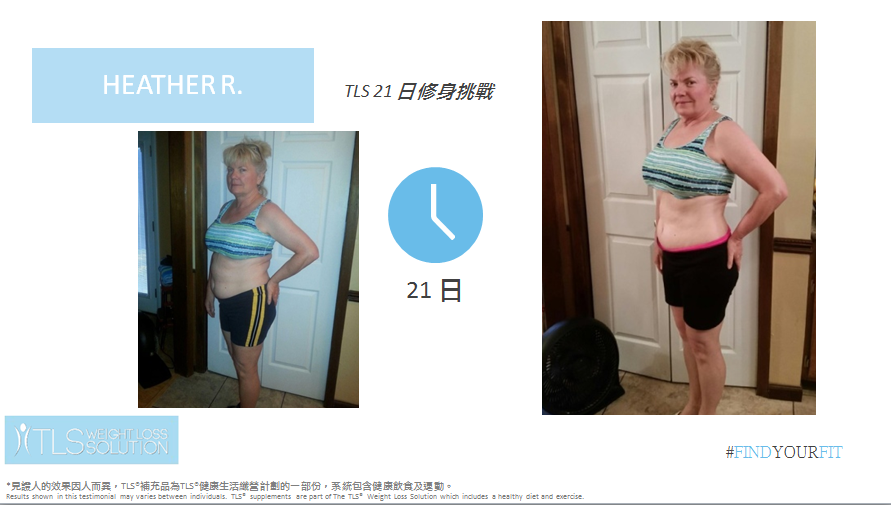 HEATHER R.
TLS 21 日修身挑戰
21 日
TLS WEIGHT LOSS SOLUTION
#FINDYOURFIT
*見證人的效果因人而異，TLS®補充品為TLS®健康生活纖營計劃的一部份，系統包含健康飲食及運動。
Results shown in this testimonial may varies between individuals. TLS® supplements are part of The TLS® Weight Loss Solution which includes a healthy diet and exercise.